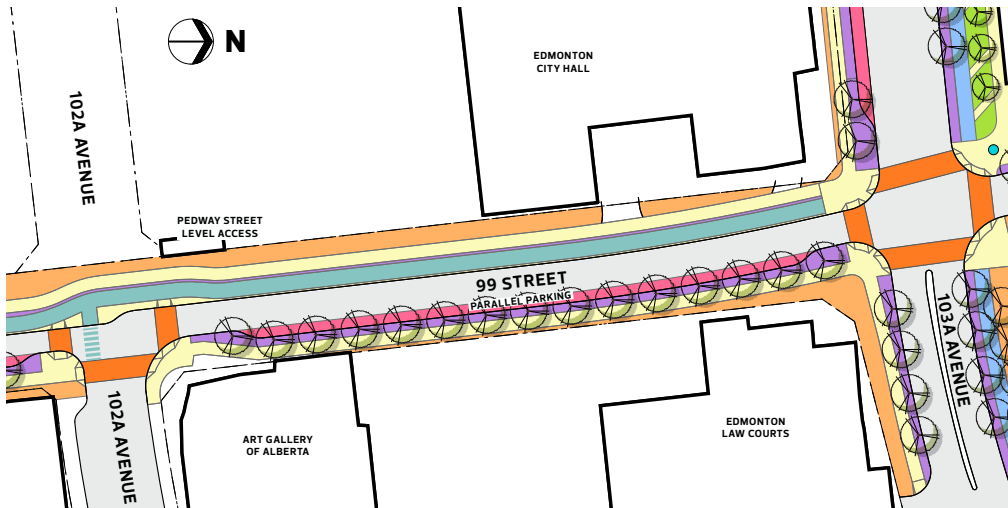 N
EDMONTON
CITY HALL
102A AVENUE
PEDWAY STREET
LEVEL ACCESS
99 STREET
PARALLEL PARKING
103A AVENUE
102A AVENUE
ART GALLERY
OF ALBERTA
EDMONTON
LAW COURTS